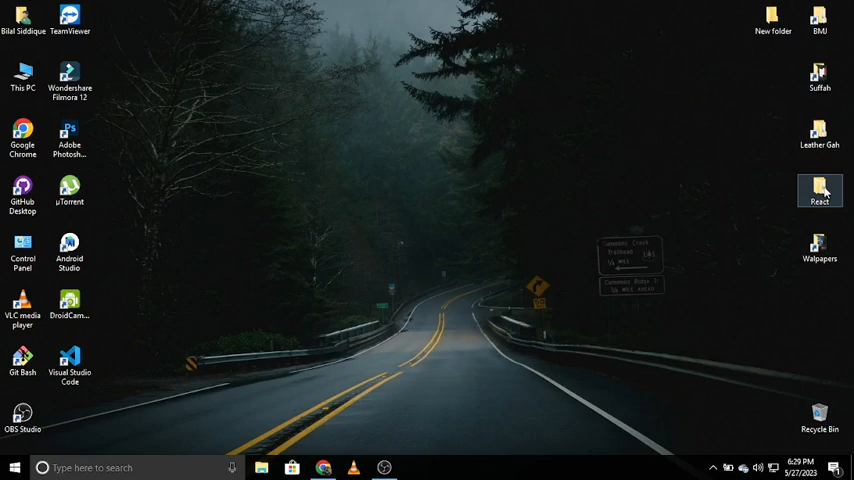 Bilal Siddique
TeamViewer
New folder
BMJ
This PC
Wondershare
Filmora 12
Suffah
Google
Chrome
Adobe
Photosh...
Leather Gah
GitHub
Desktop
µTorrent
React
Control
Panel
Android
Studio
Walpapers
VLC media
player
DroidCam...
Git Bash
Visual Studio
Code
OBS Studio
Recycle Bin
Type here to search
6:29 PM
5/27/2023